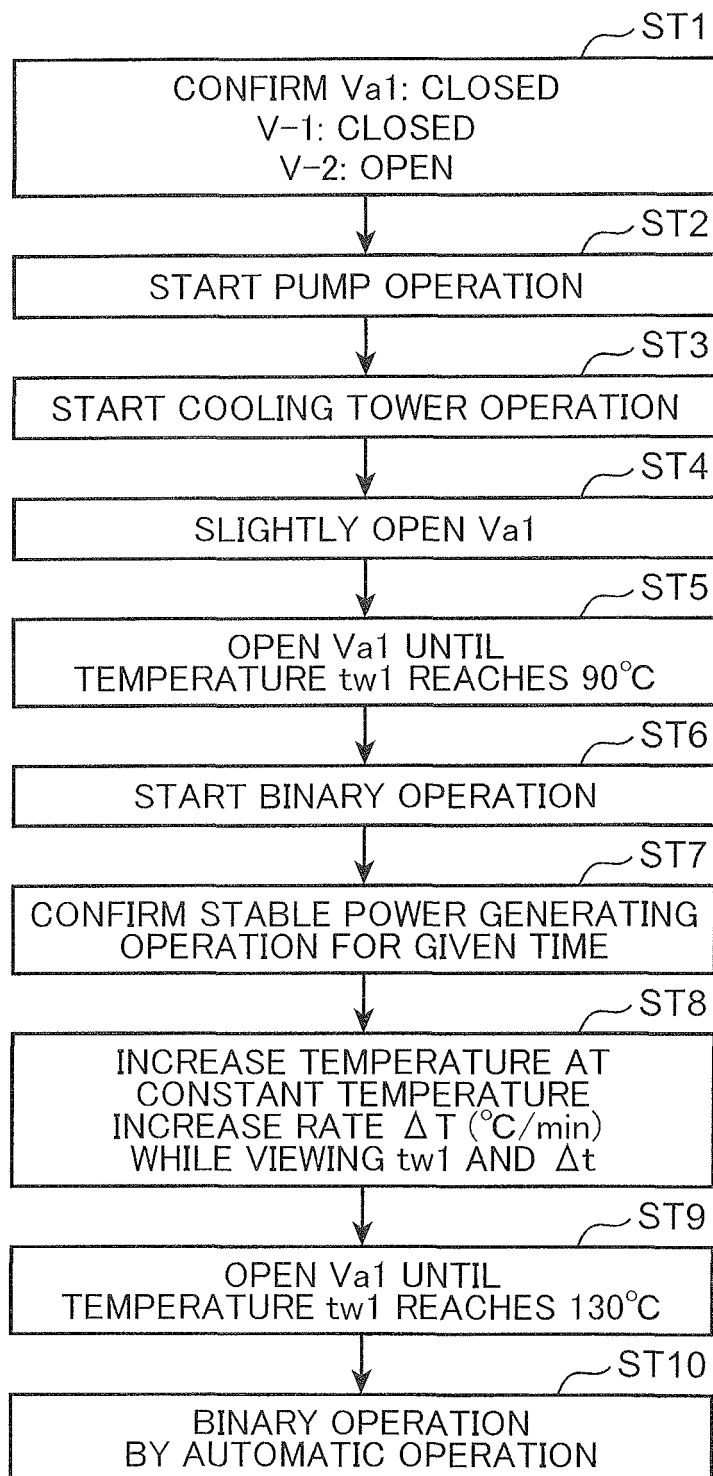 ST1
CONFIRM Va1: CLOSED
V-1: CLOSED
V-2: OPEN
ST2
START PUMP OPERATION
ST3
START COOLING TOWER OPERATION
ST4
SLIGHTLY OPEN Va1
ST5
OPEN Va1 UNTIL
TEMPERATURE tw1 REACHES 90°C
ST6
START BINARY OPERATION
ST7
CONFIRM STABLE POWER GENERATING
OPERATION FOR GIVEN TIME
ST8
INCREASE TEMPERATURE AT
CONSTANT TEMPERATURE
INCREASE RATE ΔT (°C/min)
WHILE VIEWING tw1 AND Δt
ST9
OPEN Va1 UNTIL
TEMPERATURE tw1 REACHES 130°C
ST10
BINARY OPERATION
BY AUTOMATIC OPERATION